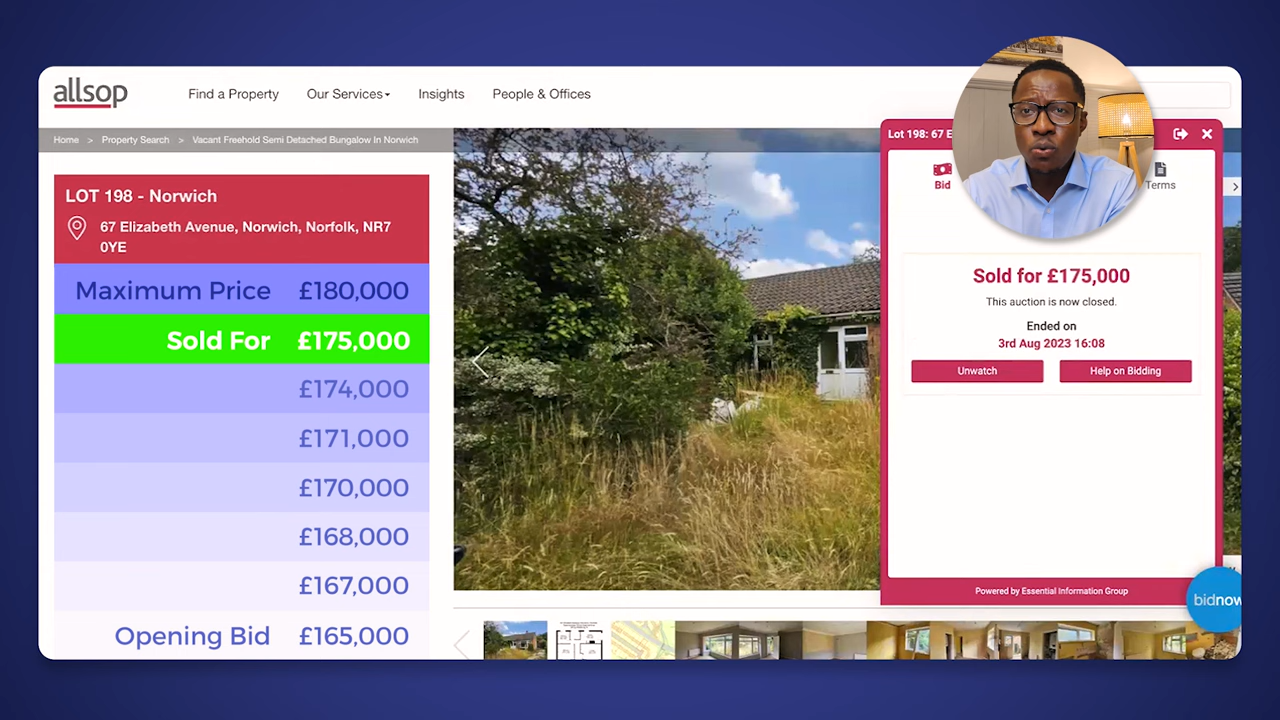 allsop
Find a Property
Our Services
Insights
People & Offices
Home > Property Search > Vacant Freehold Semi Detached Bungalow In Norwich
LOT 198 - Norwich
67 Elizabeth Avenue, Norwich, Norfolk, NR7
0YE
Maximum Price £180,000
Sold For £175,000
£174,000
£171,000
£170,000
£168,000
£167,000
Opening Bid £165,000
Lot 198: 67 E
Bid
Terms
Sold for £175,000
This auction is now closed.
Ended on
3rd Aug 2023 16:08
Unwatch
Help on Bidding
Powered by Essential Information Group
bidnow